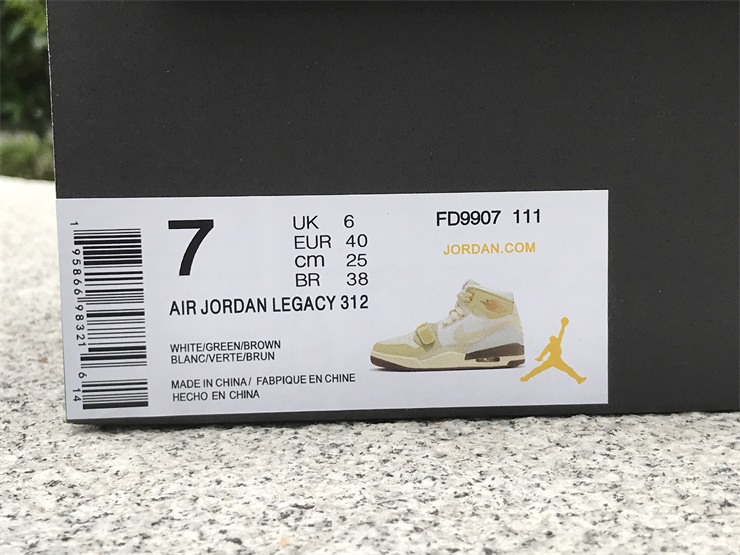 7
UK 6
EUR 40
cm 25
BR 38
FD9907 111
JORDAN.COM
AIR JORDAN LEGACY 312
WHITE/GREEN/BROWN
BLANC/VERTE/BRUN
MADE IN CHINA/ FABPIQUE EN CHINE
HECHO EN CHINA
1 95866 98321 6 14